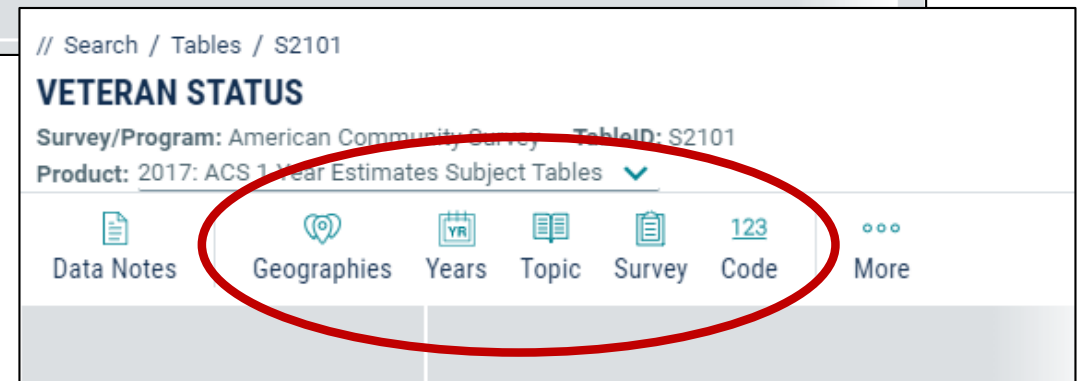 // Search / Tables / S2101
VETERAN STATUS
Survey/Program: American Community Survey TableID: S2101
Product: 2017: ACS 1-Year Estimates Subject Tables
YR 123
Data Notes Geographies Years Topic Survey Code More